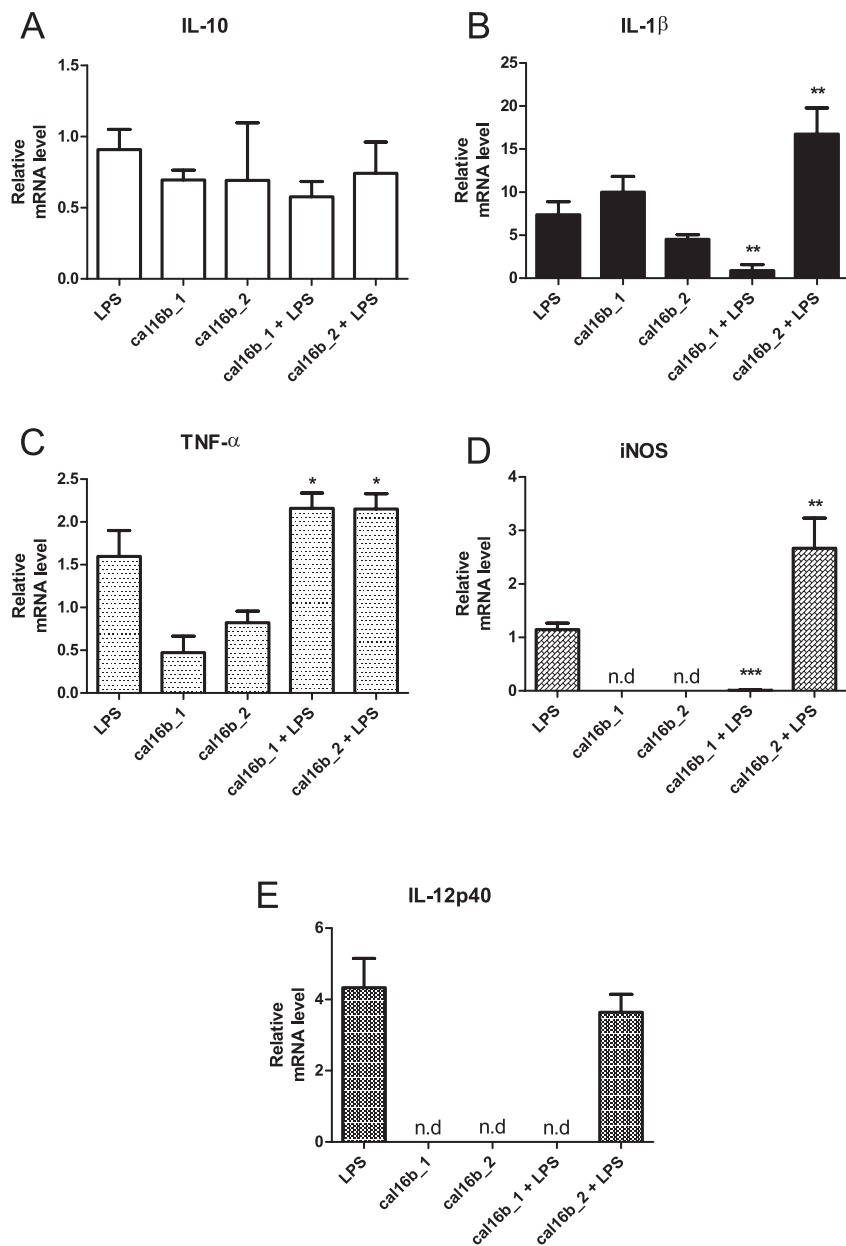 A
IL-10
Relative
mRNA level
1.5
1.0
0.5
0.0
LPS
cal16b_1
cal16b_2
cal16b_1 + LPS
cal16b_2 + LPS
B
IL-1β
Relative
mRNA level
25
20
15
10
5
0
**
**
LPS
cal16b_1
cal16b_2
cal16b_1 + LPS
cal16b_2 + LPS
C
TNF-α
Relative
mRNA level
2.5
2.0
1.5
1.0
0.5
0.0
* *
LPS
cal16b_1
cal16b_2
cal16b_1 + LPS
cal16b_2 + LPS
D
iNOS
Relative
mRNA level
4
3
2
1
0
**
n.d n.d ***
LPS
cal16b_1
cal16b_2
cal16b_1 + LPS
cal16b_2 + LPS
E
IL-12p40
Relative
mRNA level
6
4
2
0
n.d n.d n.d
LPS
cal16b_1
cal16b_2
cal16b_1 + LPS
cal16b_2 + LPS